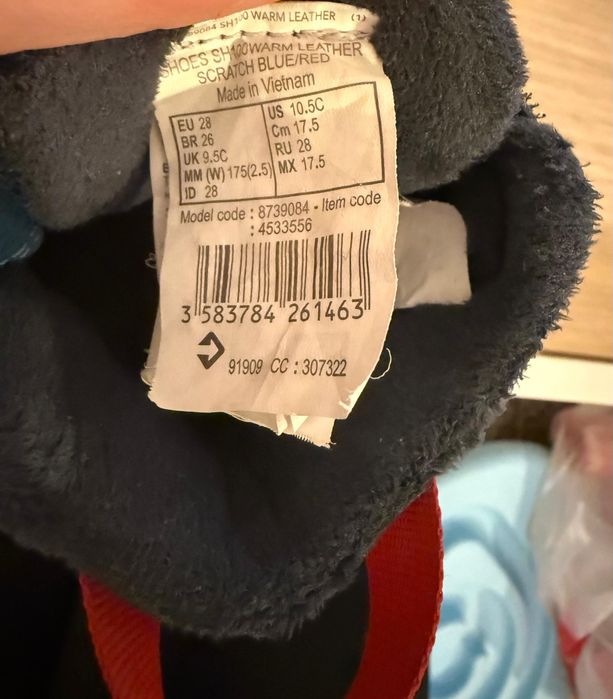 SH100 WARM LEATHER (1)
SHOES SH100 WARM LEATHER
SCRATCH BLUE/RED
Made in Vietnam
EU 28 US 10.5C
BR 26 Cm 17.5
UK 9.5C RU 28
MM (W) 175(2.5) MX 17.5
ID 28
Model code : 8739084 - Item code
: 4533556
3 583784 261463
91909 CC : 307322